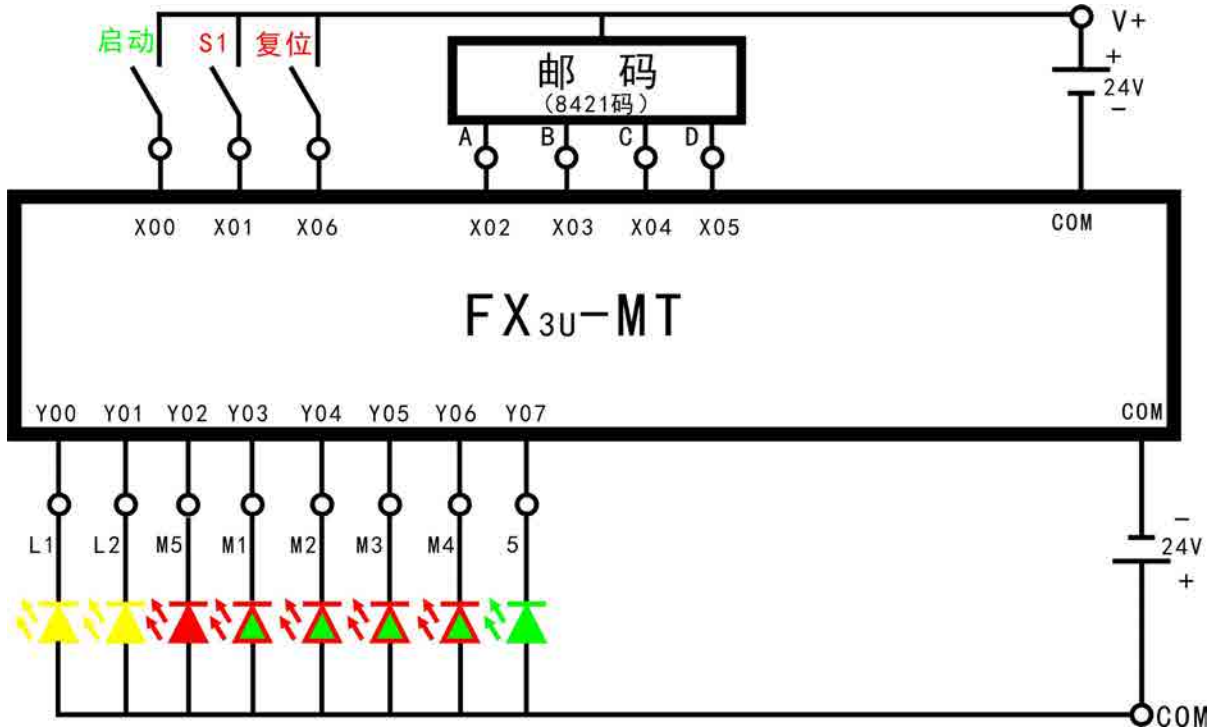 启动 S1 复位 V+
邮 码
(8421码)
+
24V
-
A B C D
X00 X01 X06 X02 X03 X04 X05 COM
FX3U-MT
Y00 Y01 Y02 Y03 Y04 Y05 Y06 Y07 COM
L1 L2 M5 M1 M2 M3 M4 5
-
24V
+
COM